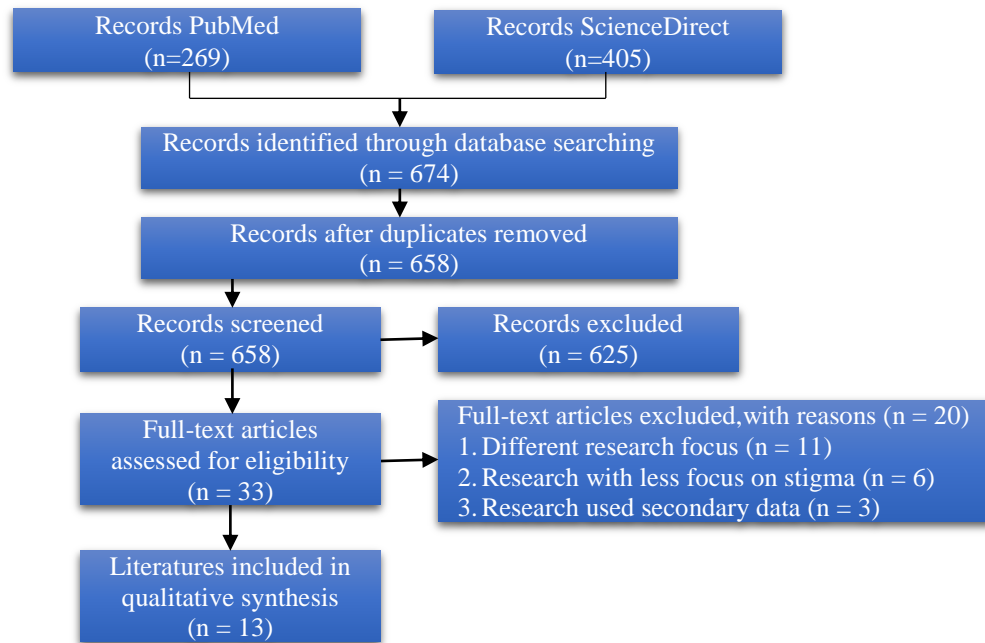 Records PubMed
(n=269)
Records ScienceDirect
(n=405)
Records identified through database searching
(n = 674)
Records after duplicates removed
(n = 658)
Records screened
(n = 658)
Records excluded
(n = 625)
Full-text articles
assessed for eligibility
(n = 33)
Full-text articles excluded,with reasons (n = 20)
1. Different research focus (n = 11)
2. Research with less focus on stigma (n = 6)
3. Research used secondary data (n = 3)
Literatures included in
qualitative synthesis
(n = 13)